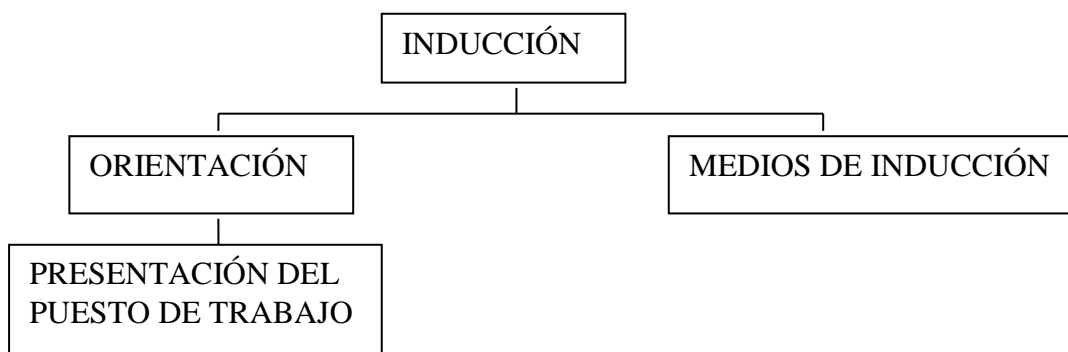 INDUCCIÓN
ORIENTACIÓN
MEDIOS DE INDUCCIÓN
PRESENTACIÓN DEL
PUESTO DE TRABAJO